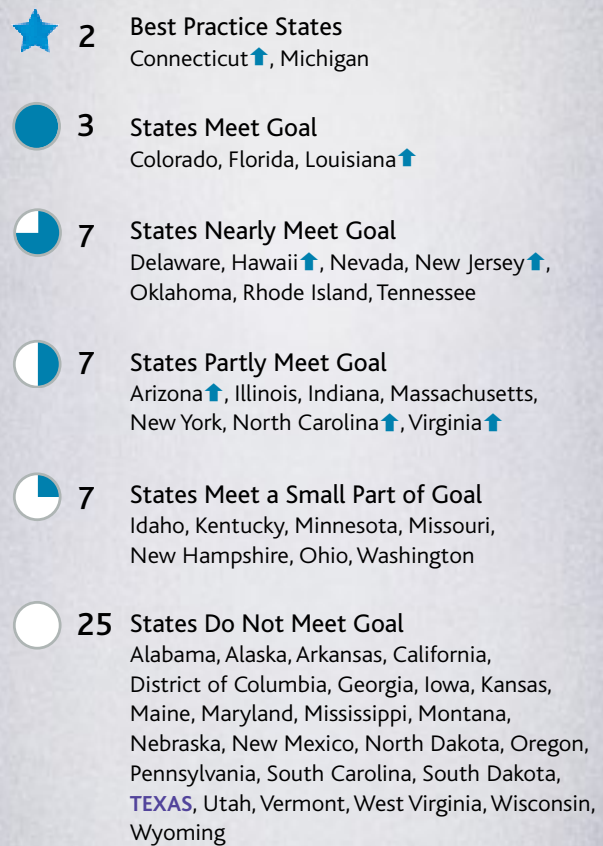 2 Best Practice States
Connecticut⬆, Michigan
3 States Meet Goal
Colorado, Florida, Louisiana⬆
7 States Nearly Meet Goal
Delaware, Hawaii⬆, Nevada, New Jersey⬆,
Oklahoma, Rhode Island, Tennessee
7 States Partly Meet Goal
Arizona⬆, Illinois, Indiana, Massachusetts,
New York, North Carolina⬆, Virginia⬆
7 States Meet a Small Part of Goal
Idaho, Kentucky, Minnesota, Missouri,
New Hampshire, Ohio, Washington
25 States Do Not Meet Goal
Alabama, Alaska, Arkansas, California,
District of Columbia, Georgia, Iowa, Kansas,
Maine, Maryland, Mississippi, Montana,
Nebraska, New Mexico, North Dakota, Oregon,
Pennsylvania, South Carolina, South Dakota,
TEXAS, Utah, Vermont, West Virginia, Wisconsin,
Wyoming